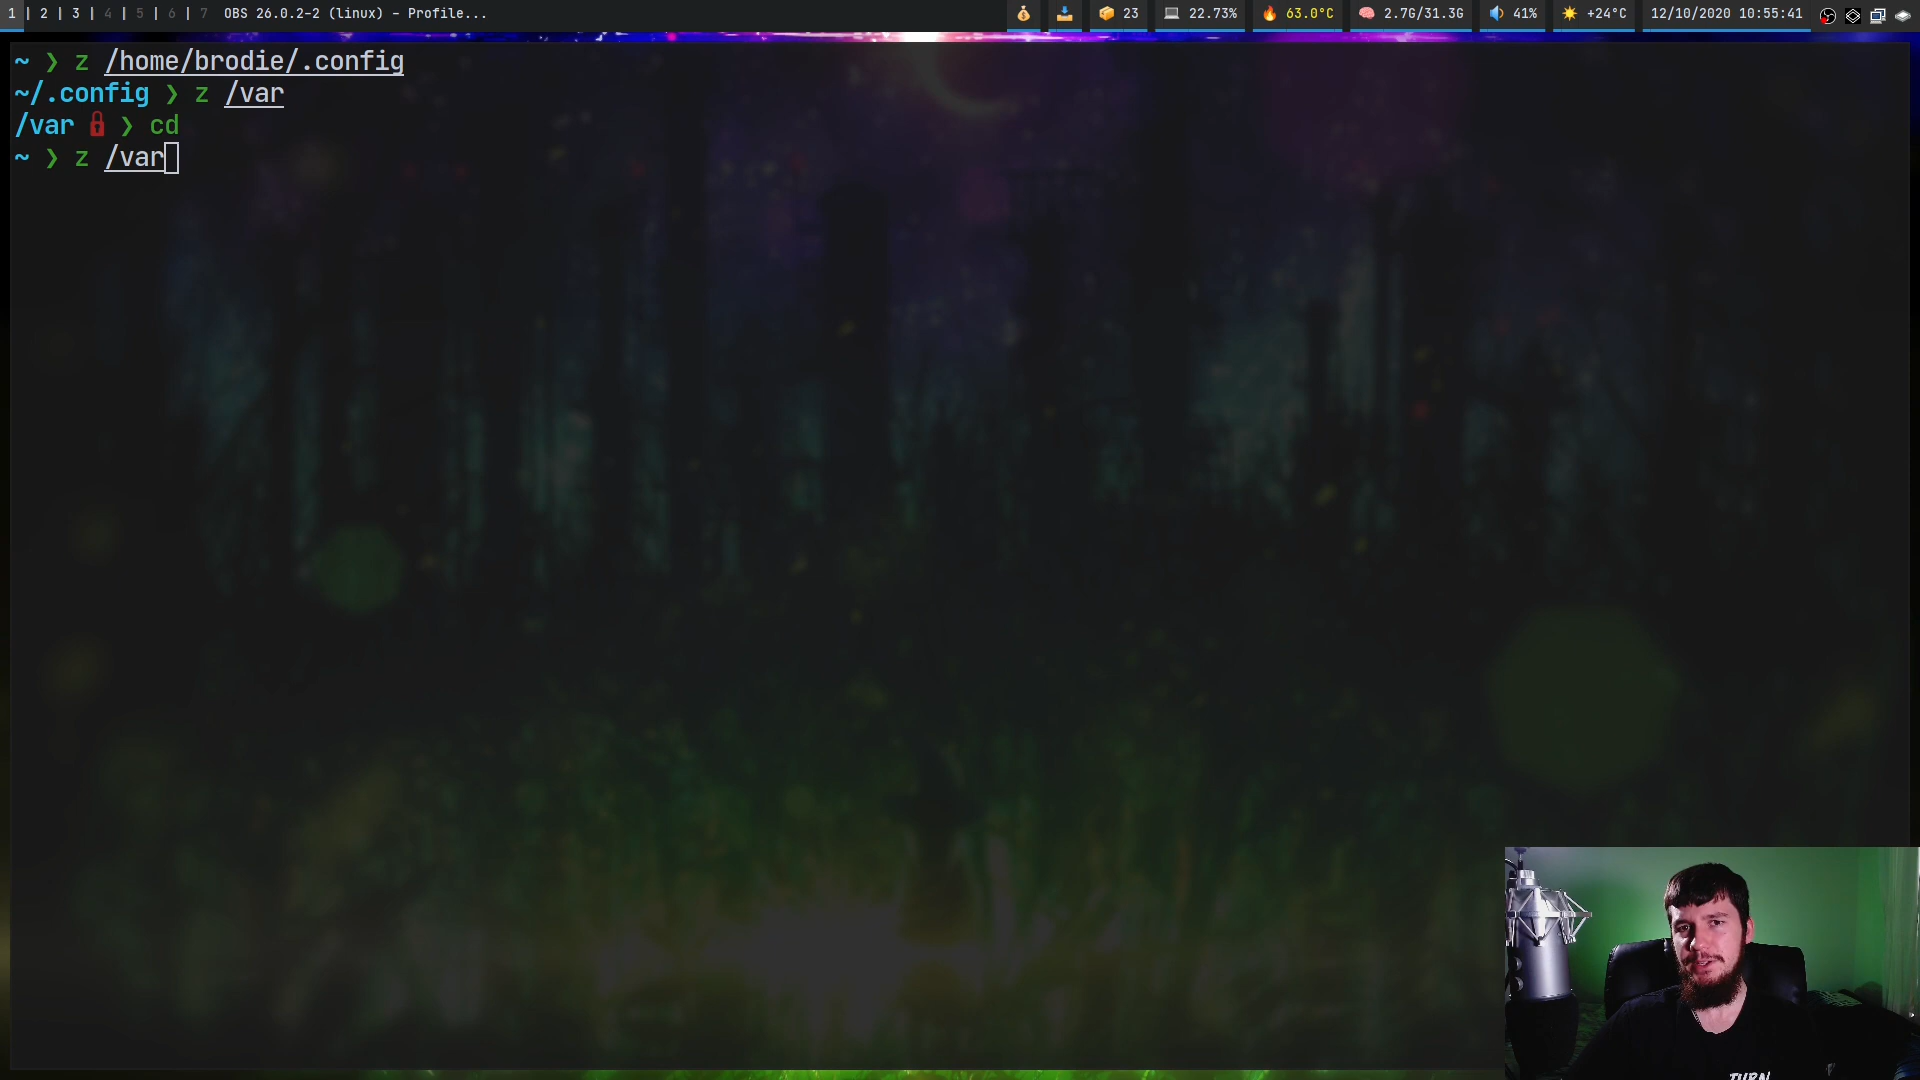 1 | 2 | 3 | 4 | 5 | 6 | 7 OBS 26.0.2-2 (linux) - Profile... 23 22.73% 63.0°C 2.7G/31.3G 41% +24°C 12/10/2020 10:55:41
~ ❯ z /home/brodie/.config
~/.config ❯ z /var
/var ❯ cd
~ ❯ z /var
TURN